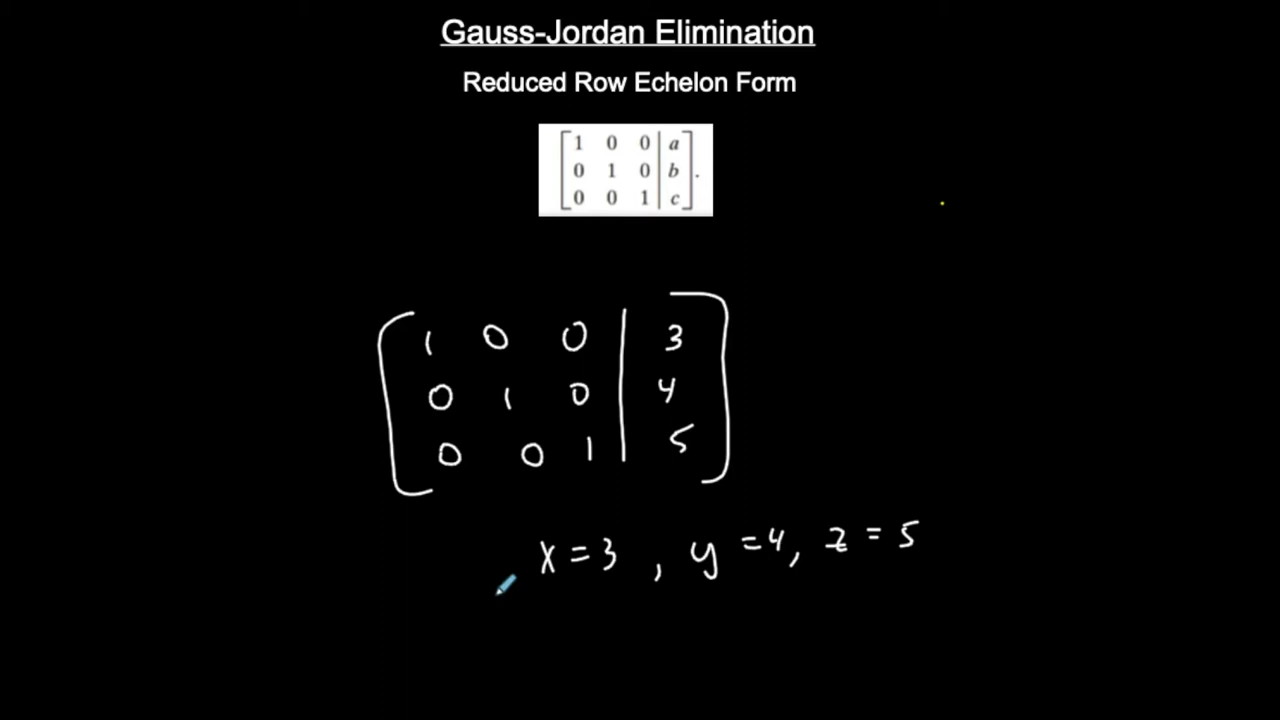 Gauss-Jordan Elimination
Reduced Row Echelon Form
1 0 0 | a
0 1 0 | b
0 0 1 | c
.
1 0 0 | 3
0 1 0 | 4
0 0 1 | 5
x = 3 , y = 4, z = 5